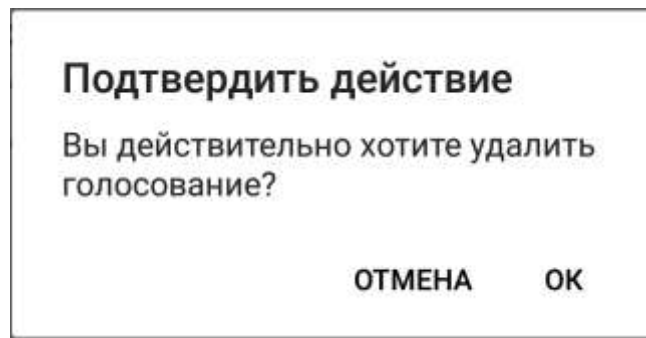 Подтвердить действие
Вы действительно хотите удалить
голосование?
ОТМЕНА ОК